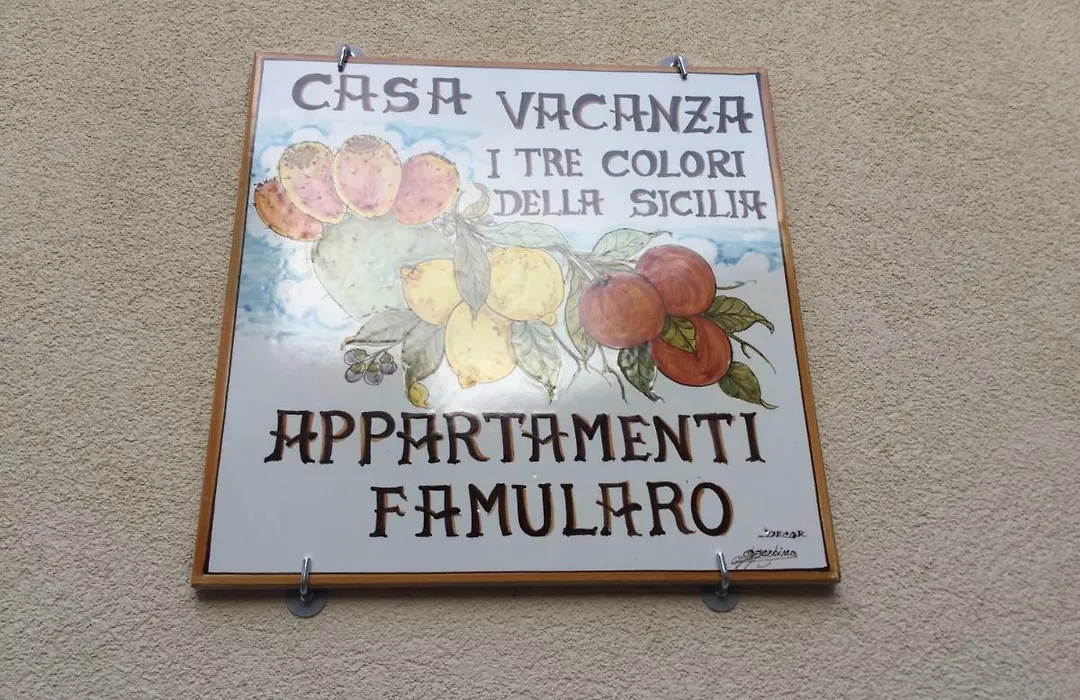 CASA VACANZA
I TRE COLORI
DELLA SICILIA
APPARTAMENTI
FAMULARO